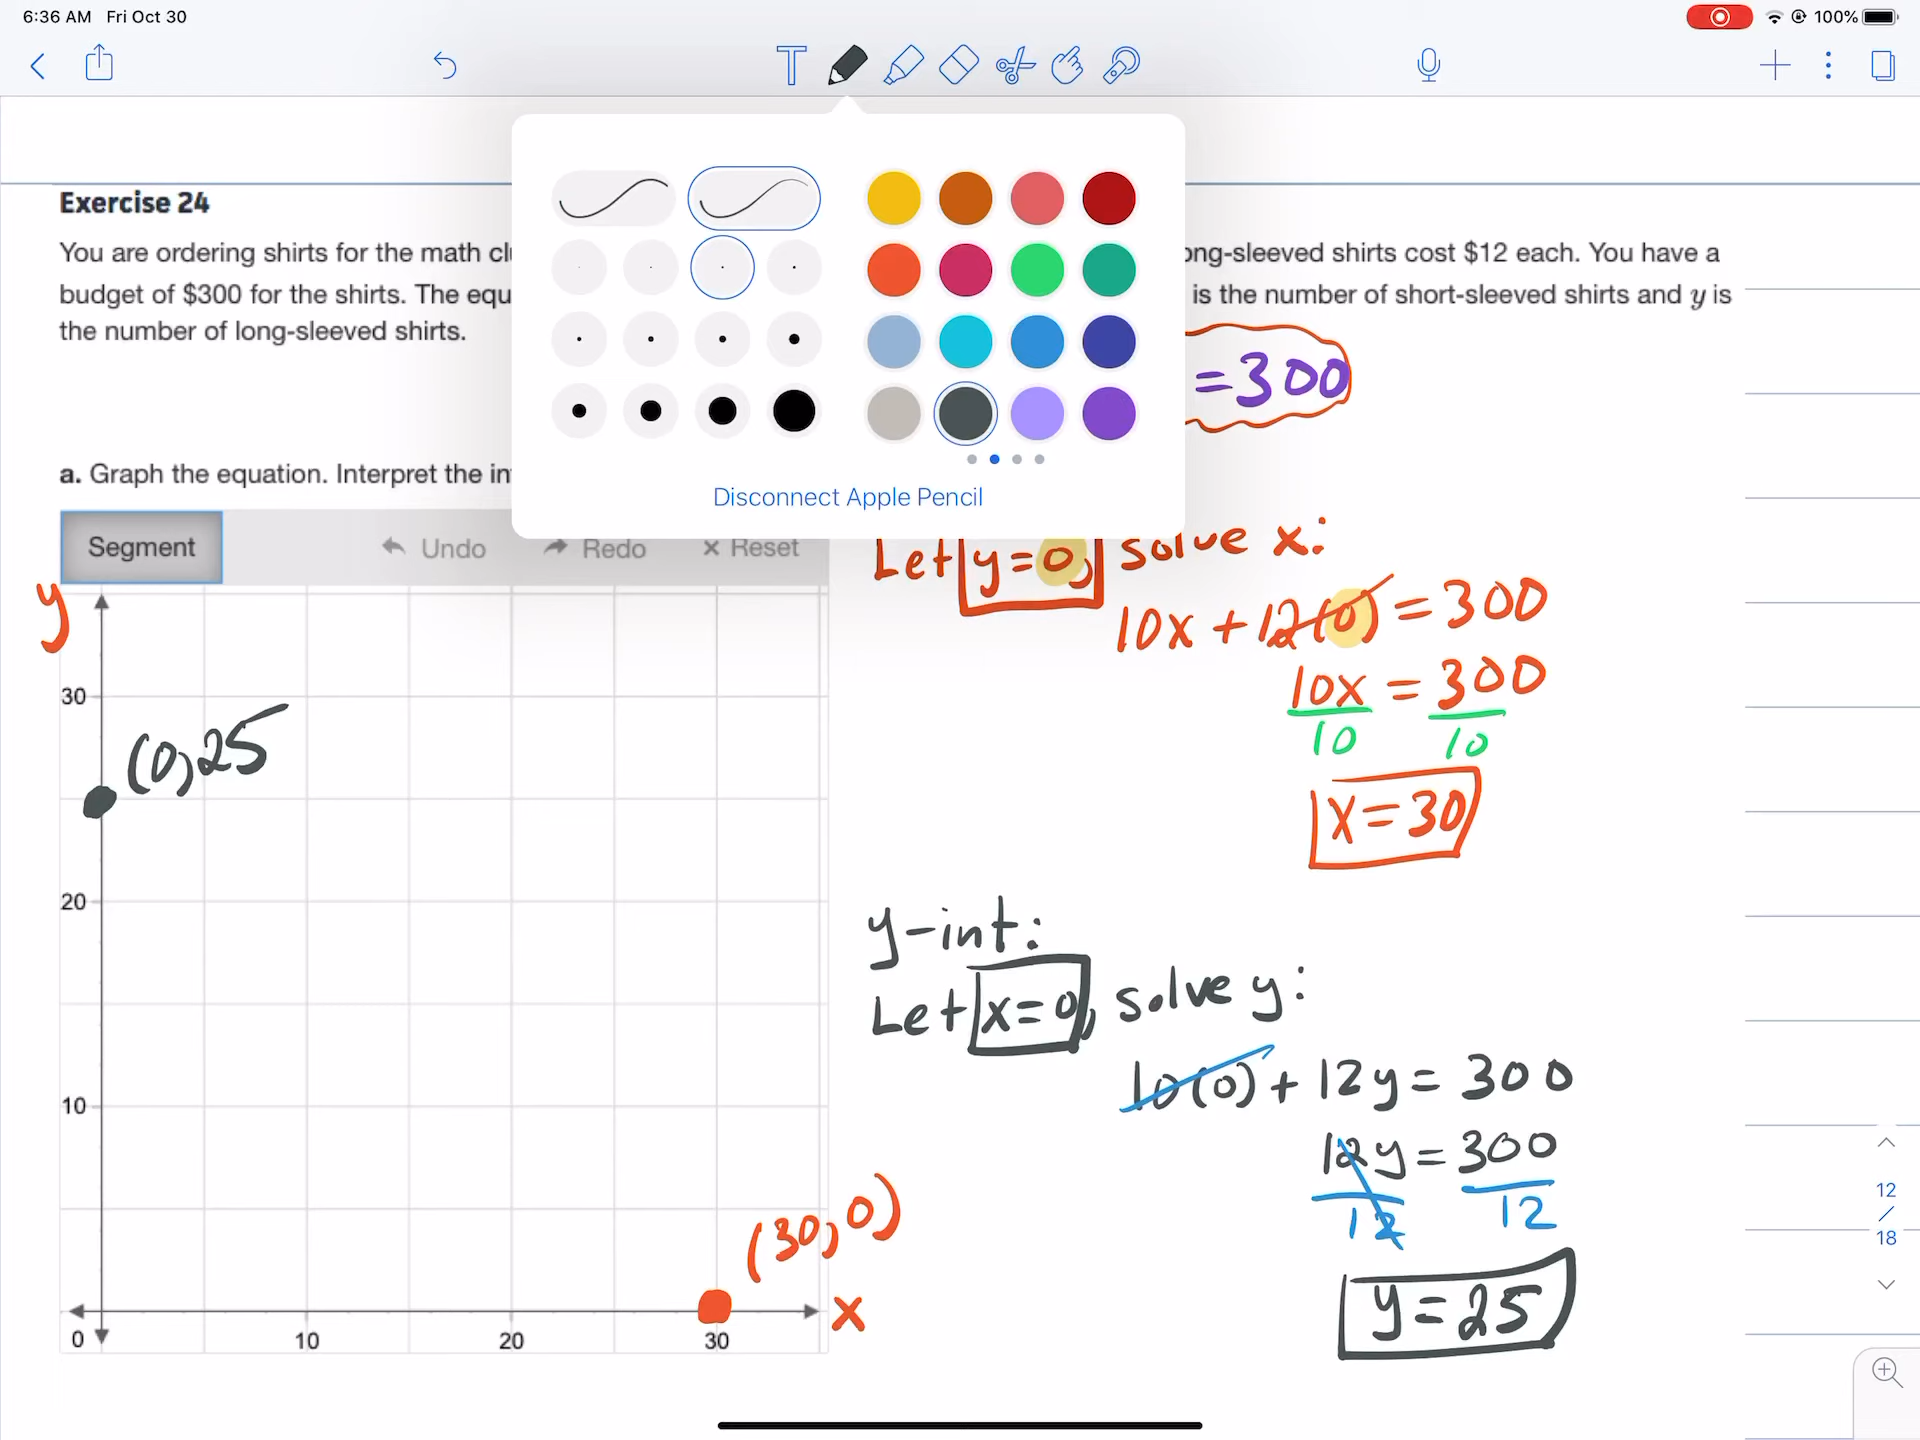 6:36 AM Fri Oct 30
100%
T
Exercise 24
You are ordering shirts for the math cl
ong-sleeved shirts cost $12 each. You have a
budget of $300 for the shirts. The equ
is the number of short-sleeved shirts and y is
the number of long-sleeved shirts.
=300
a. Graph the equation. Interpret the in
Disconnect Apple Pencil
Segment Undo Redo × Reset
Let y=0, solve x:
10x + 12(0) = 300
10x = 300
10 10
x = 30
y
30
(0,25
20
10
(30,0)
x
0 10 20 30
y-int:
Let x=0, solve y:
10(0) + 12y = 300
12y = 300
12 12
y = 25
12
/
18